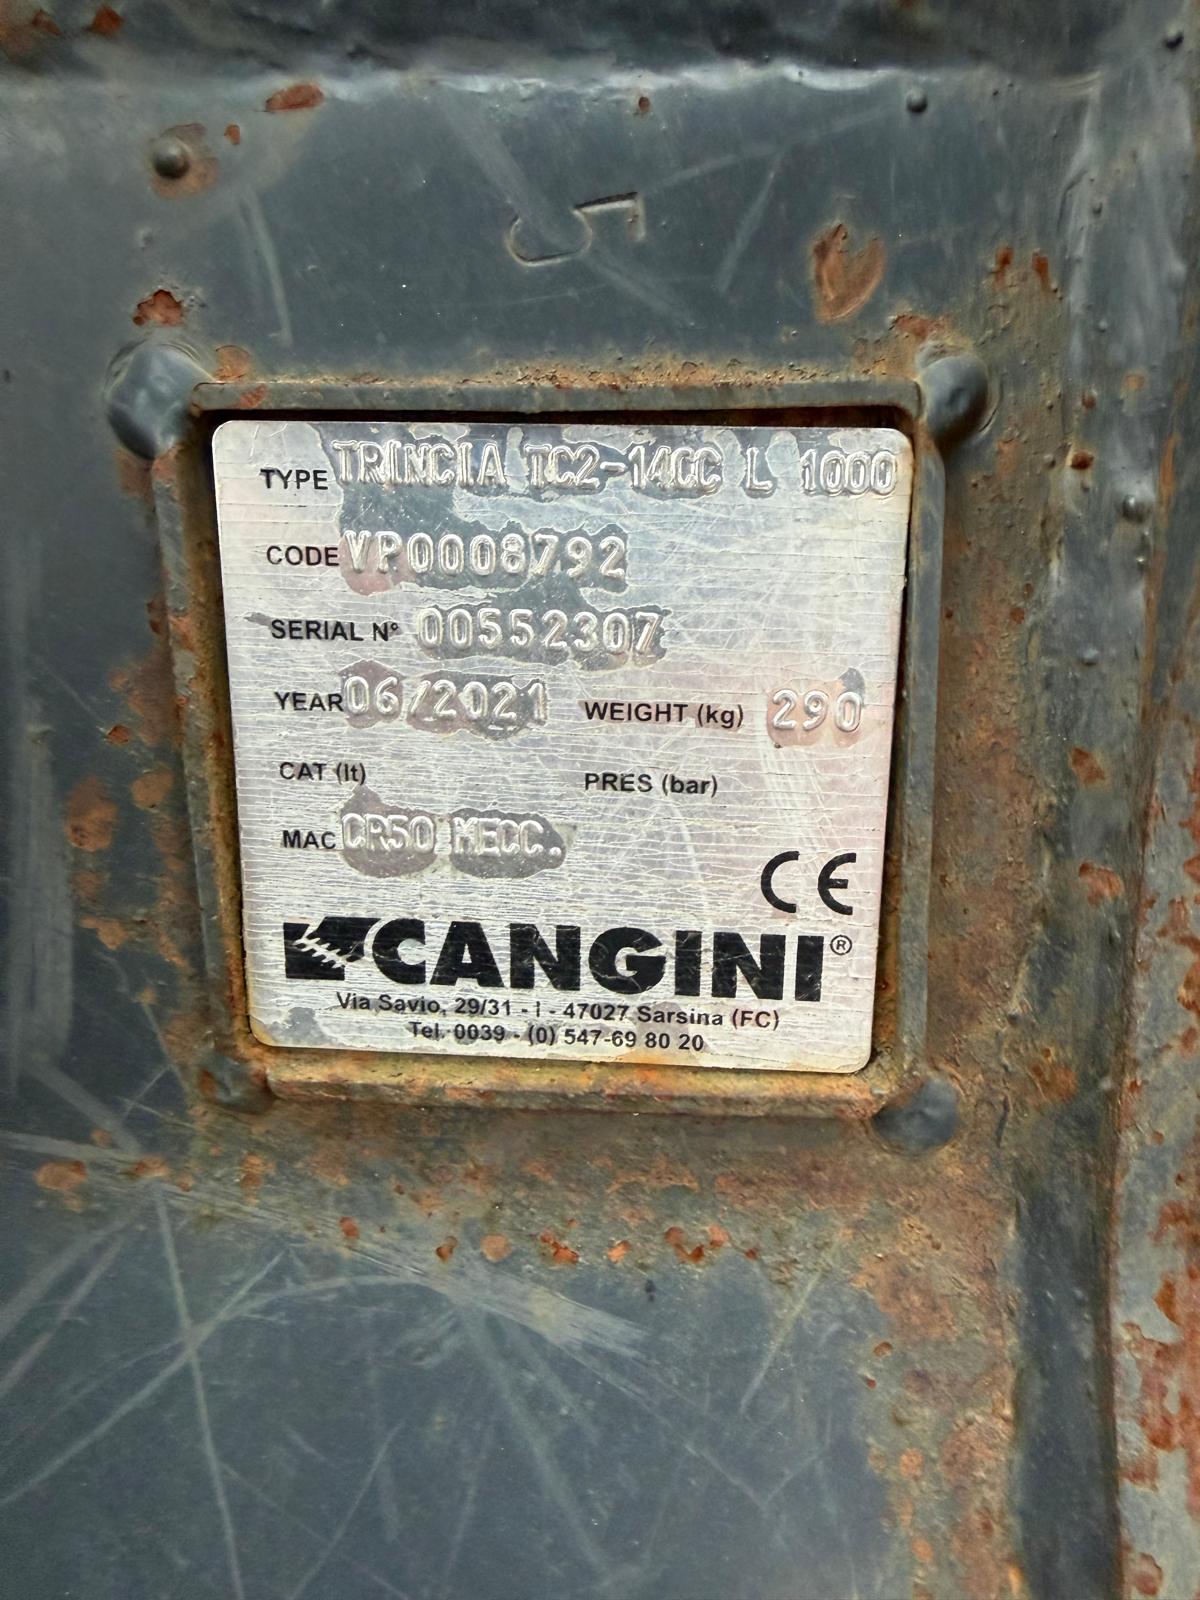 5
TYPE TRINCIA TC2-14CC L 1000
CODE VP0008792
SERIAL N° 00552307
YEAR 06/2021 WEIGHT (kg) 290
CAT (lt) PRES (bar)
MAC CR50 MECC.
CE
CANGINI®
Via Savio, 29/31 - I - 47027 Sarsina (FC)
Tel. 0039 - (0) 547-69 80 20